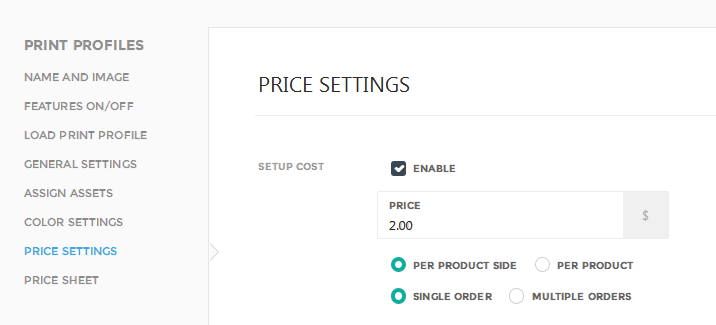 PRINT PROFILES
NAME AND IMAGE
FEATURES ON/OFF
LOAD PRINT PROFILE
GENERAL SETTINGS
ASSIGN ASSETS
COLOR SETTINGS
PRICE SETTINGS
PRICE SHEET
PRICE SETTINGS
SETUP COST
ENABLE
PRICE
2.00
$
PER PRODUCT SIDE PER PRODUCT
SINGLE ORDER MULTIPLE ORDERS